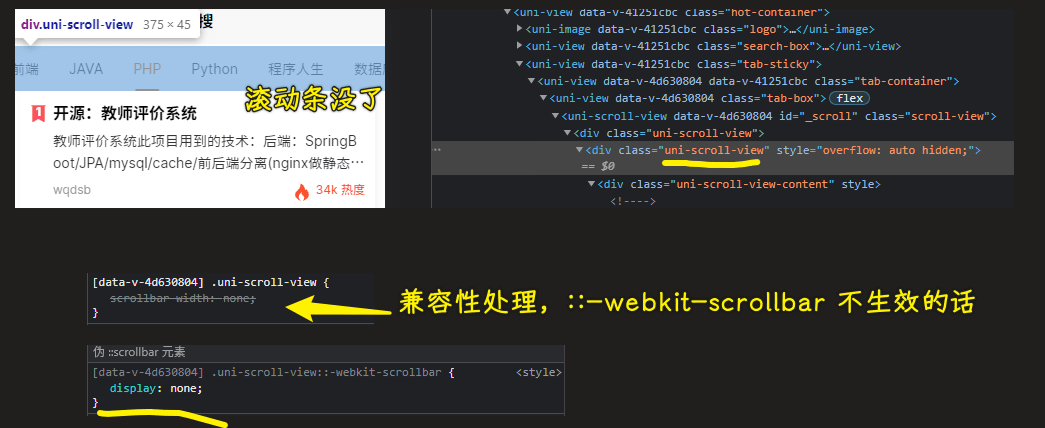 div.uni-scroll-view 375 × 45
搜
前端 JAVA PHP Python 程序人生 数据
滚动条没了
1 开源：教师评价系统
教师评价系统此项目用到的技术：后端：SpringB
oot/JPA/mysql/cache/前后端分离(nginx做静态…
wqdsb 34k 热度
▼<uni-view data-v-41251cbc class="hot-container">
▶<uni-image data-v-41251cbc class="logo">…</uni-image>
▶<uni-view data-v-41251cbc class="search-box">…</uni-view>
▼<uni-view data-v-41251cbc class="tab-sticky">
▼<uni-view data-v-4d630804 data-v-41251cbc class="tab-container">
▼<uni-view data-v-4d630804 class="tab-box"> flex
▼<uni-scroll-view data-v-4d630804 id="_scroll" class="scroll-view">
▼<div class="uni-scroll-view">
… ▼<div class="uni-scroll-view" style="overflow: auto hidden;">
== $0
▼<div class="uni-scroll-view-content" style>
<!---->
[data-v-4d630804] .uni-scroll-view {
scrollbar-width: none;
}
兼容性处理，::-webkit-scrollbar 不生效的话
伪 ::scrollbar 元素
[data-v-4d630804] .uni-scroll-view::-webkit-scrollbar { <style>
display: none;
}